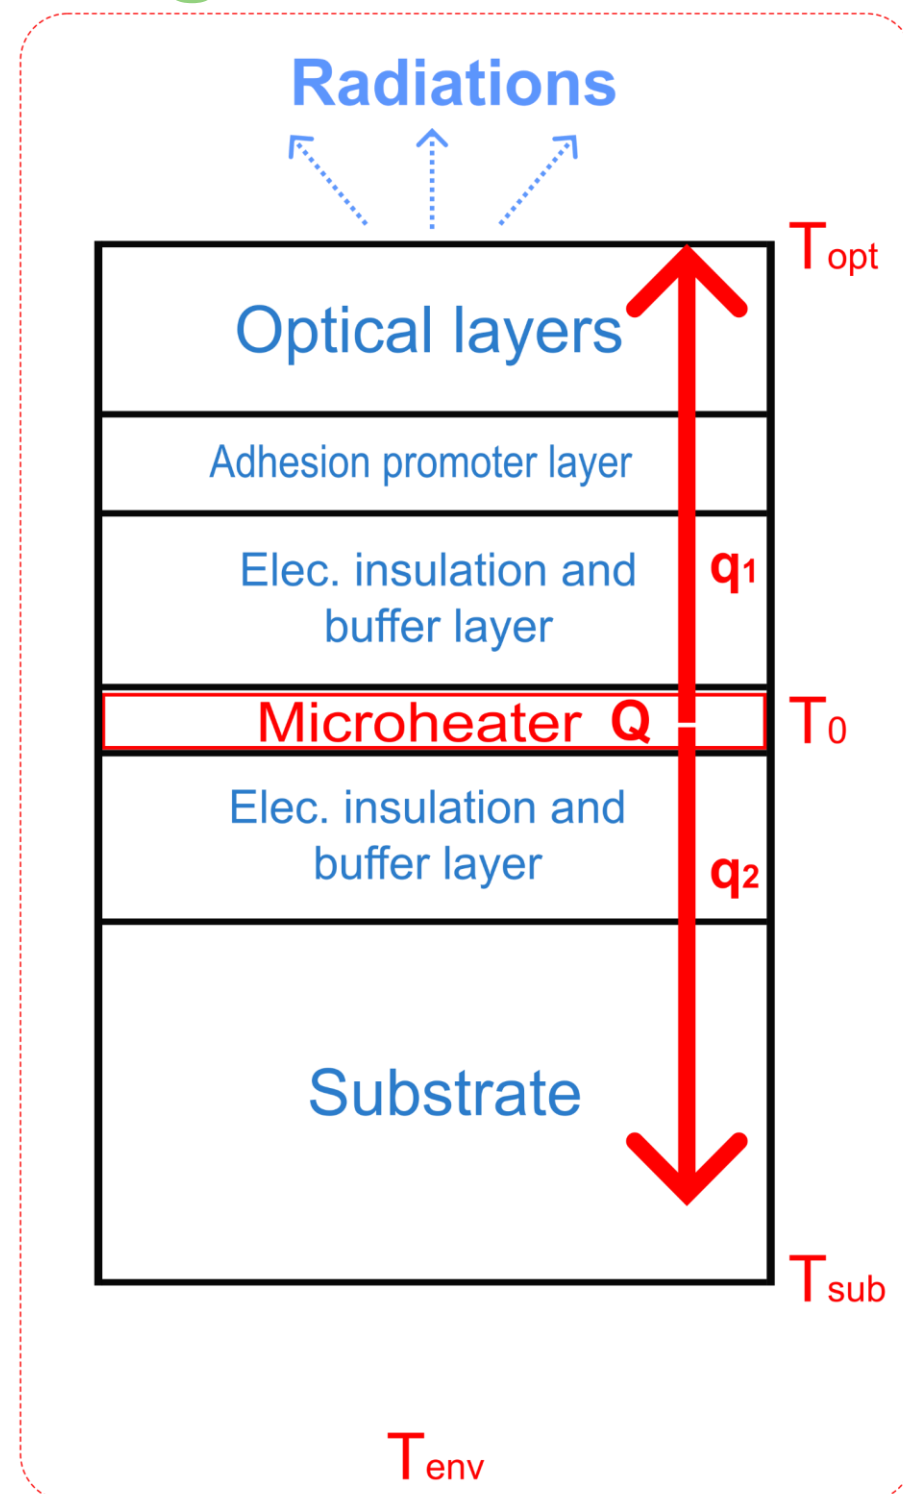 Radiations
T opt
Optical layers
Adhesion promoter layer
Elec. insulation and
buffer layer
q1
Microheater Q
T0
Elec. insulation and
buffer layer
q2
Substrate
Tsub
Tenv